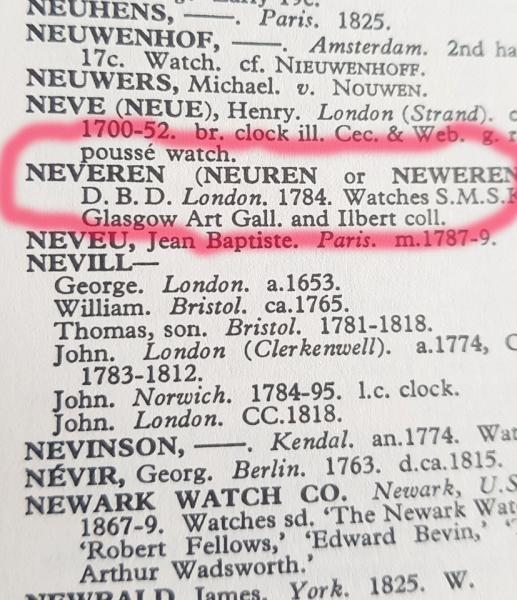 NEUHENS, ——. Paris. 1825.
NEUWENHOF, ——. Amsterdam. 2nd
17c. Watch. cf. NIEUWENHOFF.
NEUWERS, Michael. v. NOUWEN.
NEVE (NEUE), Henry. London (Strand).
1700-52. br. clock ill. Cec. & Web. g.
poussé watch.
NEVEREN (NEUREN or NEWEREN
D. B. D. London. 1784. Watches S.M.S.
Glasgow Art Gall. and Ilbert coll.
NEVEU, Jean Baptiste. Paris. m.1787-9.
NEVILL—
George. London. a.1653.
William. Bristol. ca.1765.
Thomas, son. Bristol. 1781-1818.
John. London (Clerkenwell). a.1774,
1783-1812.
John. Norwich. 1784-95. l.c. clock.
John. London. CC.1818.
NEVINSON, ——. Kendal. an.1774.
NÉVIR, Georg. Berlin. 1763. d.ca.1815.
NEWARK WATCH CO. Newark,
1867-9. Watches sd. 'The Newark
'Robert Fellows,' 'Edward Bevin,'
Arthur Wadsworth.'
NEWBALD, James. York. 1825. W.